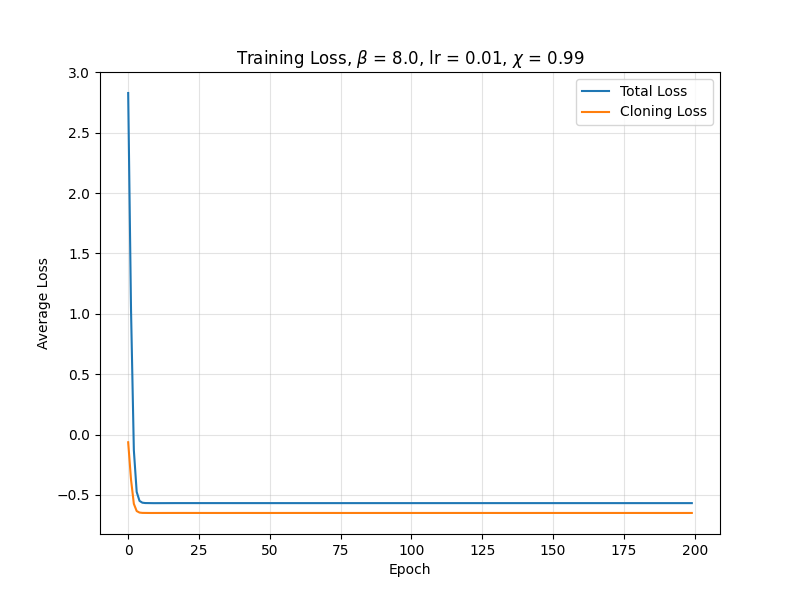 Training Loss, β = 8.0, lr = 0.01, χ = 0.99
Total Loss
Cloning Loss
Average Loss
3.0
2.5
2.0
1.5
1.0
0.5
0.0
−0.5
0 25 50 75 100 125 150 175 200
Epoch